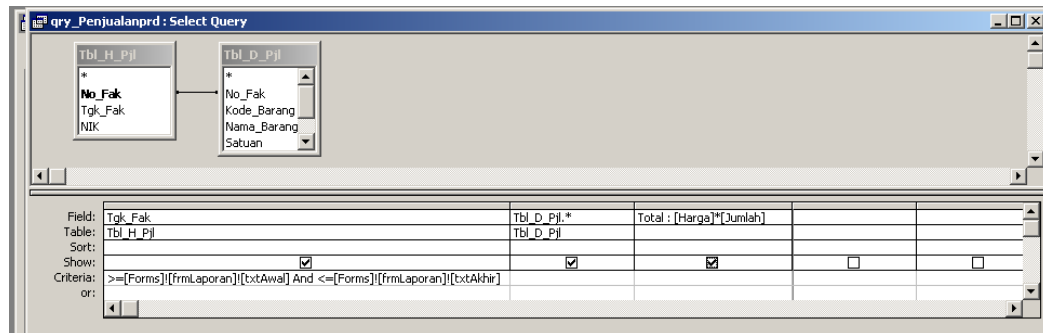 qry_Penjualanprd : Select Query
Tbl_H_Pjl
*
No_Fak
Tgk_Fak
NIK
Tbl_D_Pjl
*
No_Fak
Kode_Barang
Nama_Barang
Satuan
Field: Tgk_Fak Tbl_D_Pjl.* Total : [Harga]*[Jumlah]
Table: Tbl_H_Pjl Tbl_D_Pjl
Sort:
Show:
Criteria: >=[Forms]![frmLaporan]![txtAwal] And <=[Forms]![frmLaporan]![txtAkhir]
or: